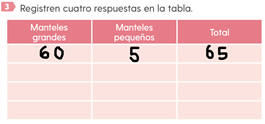 3 Registren cuatro respuestas en la tabla.
Manteles grandes Manteles pequeños Total
60 5 65